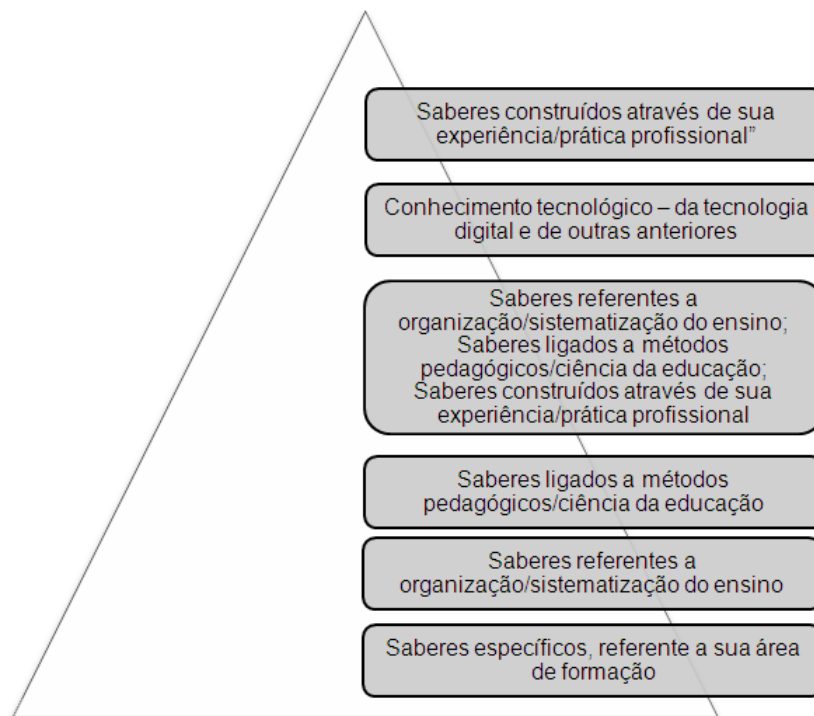 Saberes construídos através de sua
experiência/prática profissional”
Conhecimento tecnológico – da tecnologia
digital e de outras anteriores
Saberes referentes a
organização/sistematização do ensino;
Saberes ligados a métodos
pedagógicos/ciência da educação;
Saberes construídos através de sua
experiência/prática profissional
Saberes ligados a métodos
pedagógicos/ciência da educação
Saberes referentes a
organização/sistematização do ensino
Saberes específicos, referente a sua área
de formação